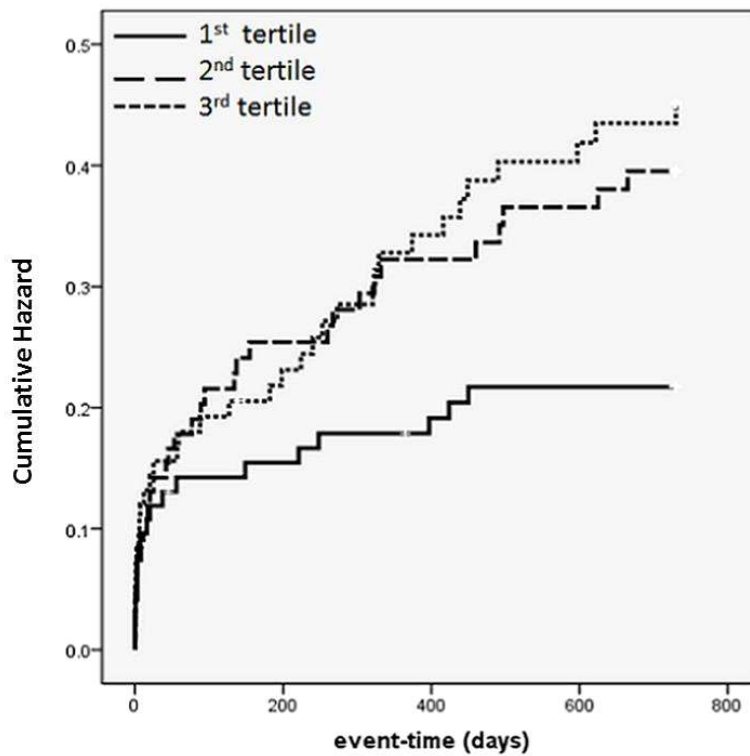 1st tertile
2nd tertile
3rd tertile
0.5
0.4
0.3
0.2
0.1
0.0
Cumulative Hazard
0 200 400 600 800
event-time (days)